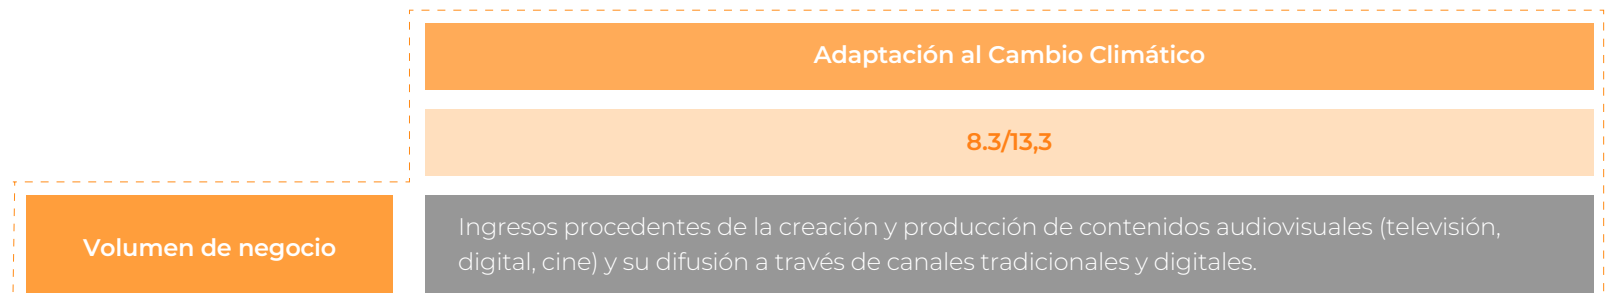 Adaptación al Cambio Climático
8.3/13,3
Volumen de negocio
Ingresos procedentes de la creación y producción de contenidos audiovisuales (televisión,
digital, cine) y su difusión a través de canales tradicionales y digitales.